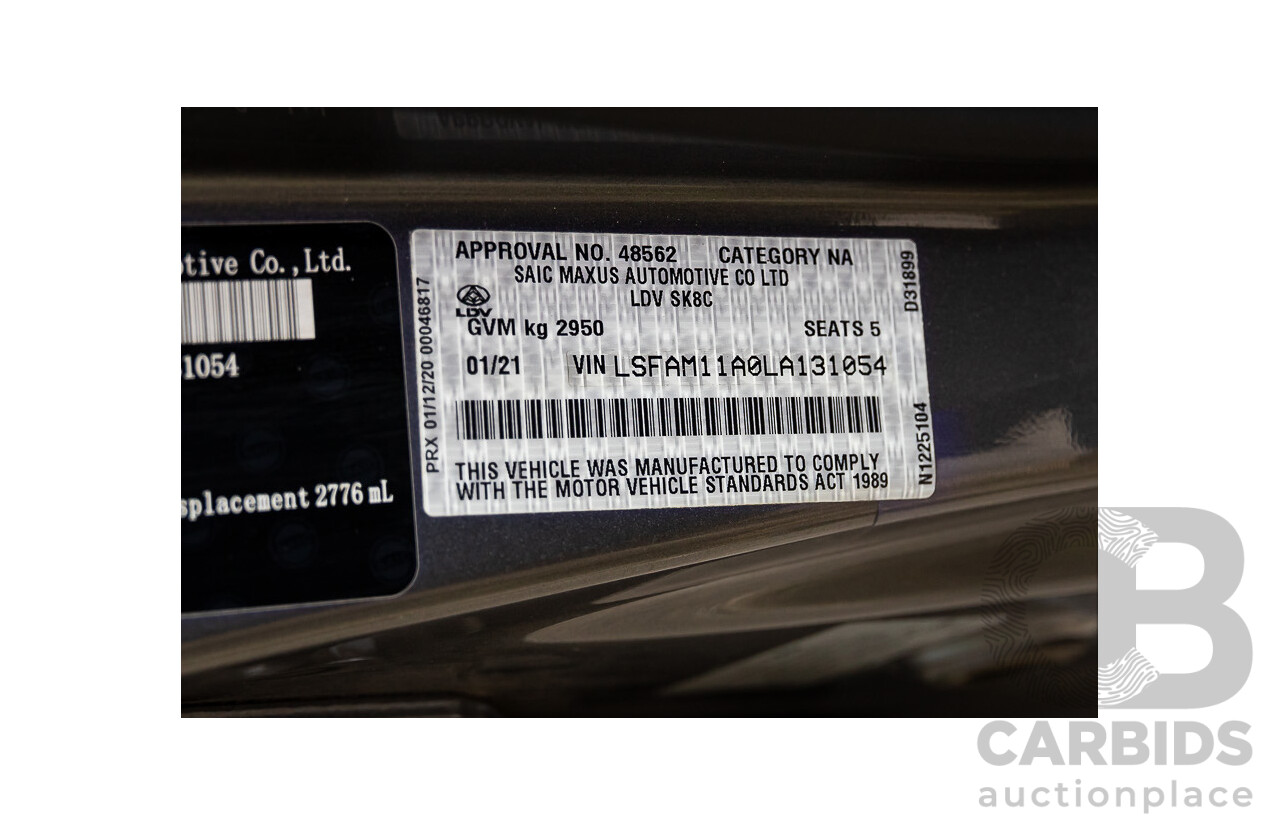 otive Co.,Ltd.
1054
splacement 2776 mL
APPROVAL NO. 48562 CATEGORY NA
SAIC MAXUS AUTOMOTIVE CO LTD
LDV SK8C
LDV
GVM kg 2950 SEATS 5
01/21 VIN LSFAM11A0LA131054
THIS VEHICLE WAS MANUFACTURED TO COMPLY
WITH THE MOTOR VEHICLE STANDARDS ACT 1989
PRX 01/12/20 00046817
D31899
N1225104
CB
CARBIDS
auctionplace